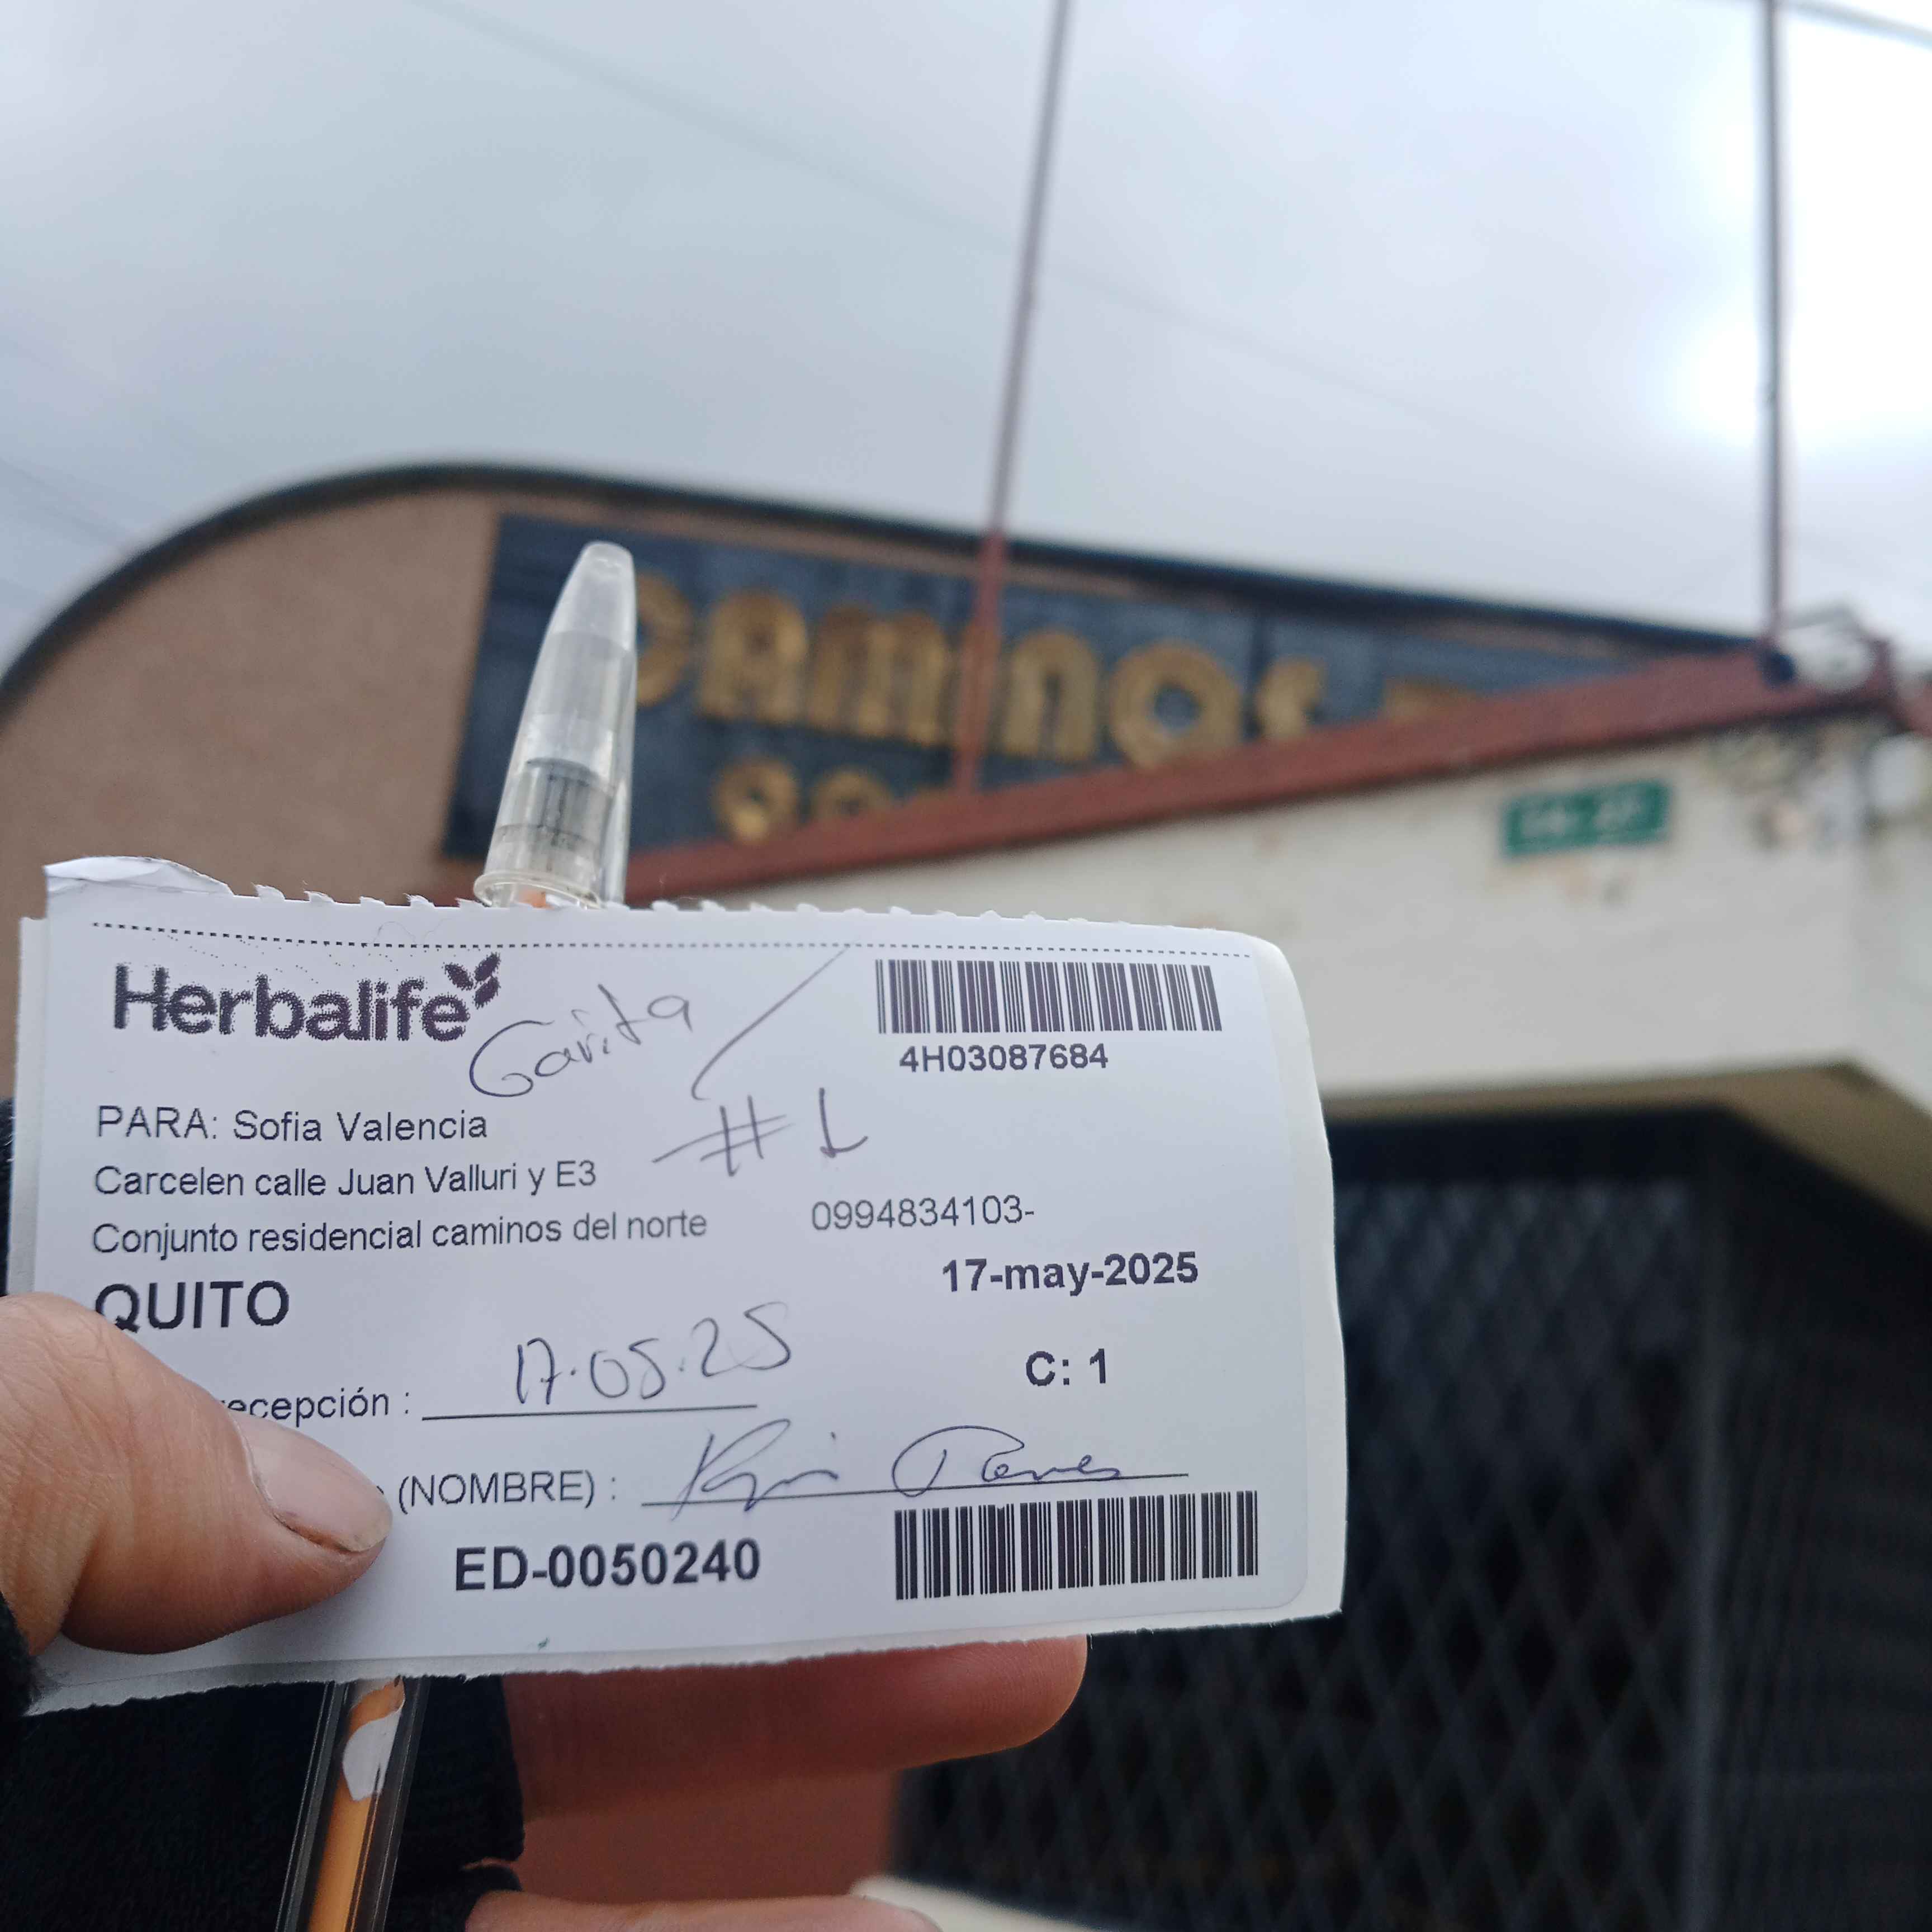 CAMINOS
Herbalife
Garita
#1
4H03087684
PARA: Sofia Valencia
Carcelen calle Juan Valluri y E3
Conjunto residencial caminos del norte
0994834103-
QUITO
17-may-2025
ecepción : 17.05.25
C: 1
(NOMBRE) :
ED-0050240